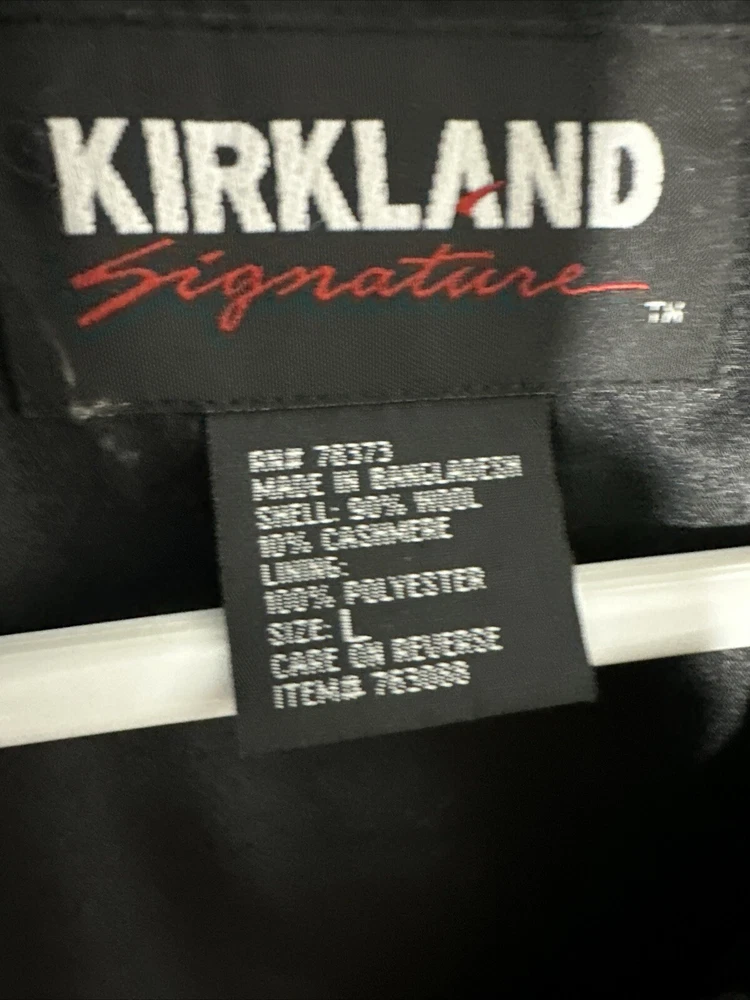 KIRKLAND
Signature
TM
RN# 78373
MADE IN BANGLADESH
SHELL: 90% WOOL
10% CASHMERE
LINING:
100% POLYESTER
SIZE: L
CARE ON REVERSE
ITEM#